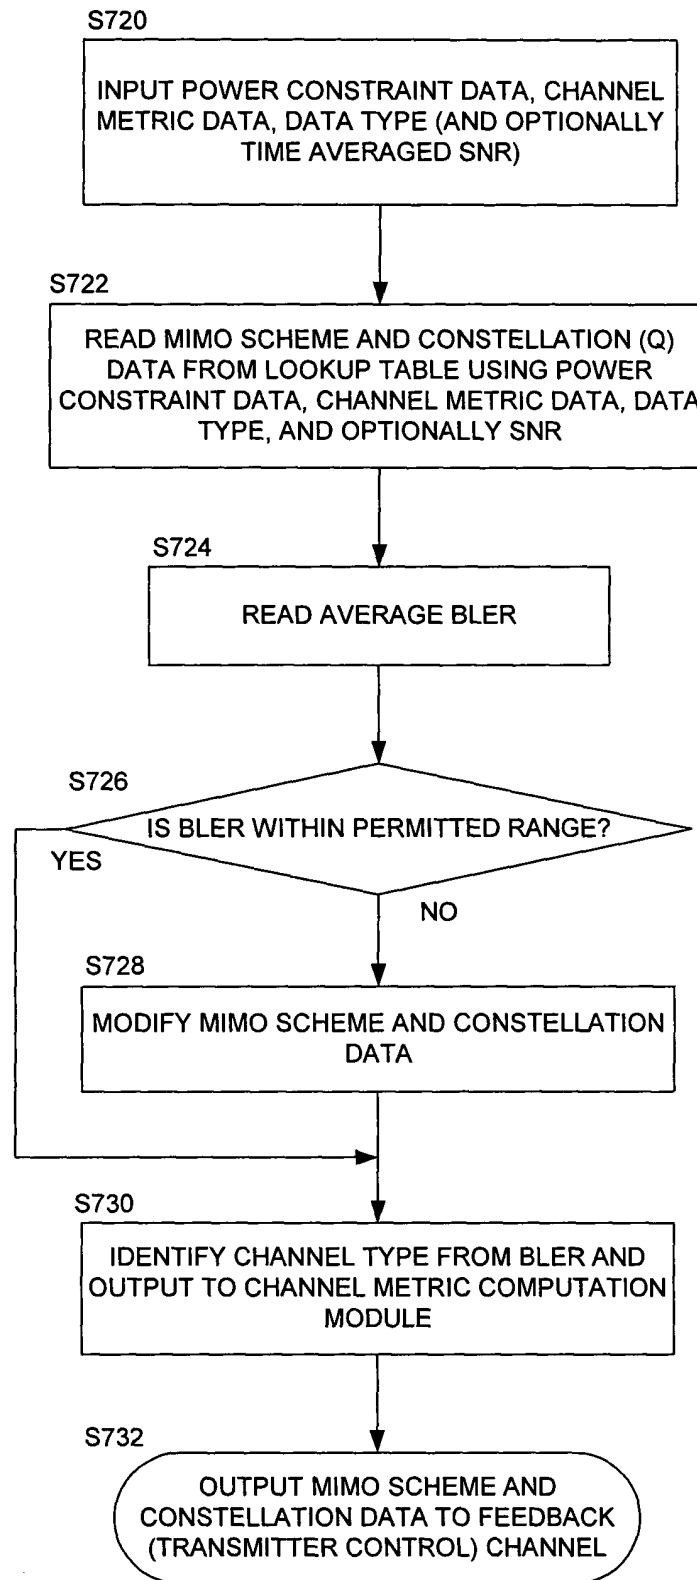 S720
INPUT POWER CONSTRAINT DATA, CHANNEL
METRIC DATA, DATA TYPE (AND OPTIONALLY
TIME AVERAGED SNR)
S722
READ MIMO SCHEME AND CONSTELLATION (Q)
DATA FROM LOOKUP TABLE USING POWER
CONSTRAINT DATA, CHANNEL METRIC DATA, DATA
TYPE, AND OPTIONALLY SNR
S724
READ AVERAGE BLER
S726
IS BLER WITHIN PERMITTED RANGE?
YES
NO
S728
MODIFY MIMO SCHEME AND CONSTELLATION
DATA
S730
IDENTIFY CHANNEL TYPE FROM BLER AND
OUTPUT TO CHANNEL METRIC COMPUTATION
MODULE
S732
OUTPUT MIMO SCHEME AND
CONSTELLATION DATA TO FEEDBACK
(TRANSMITTER CONTROL) CHANNEL